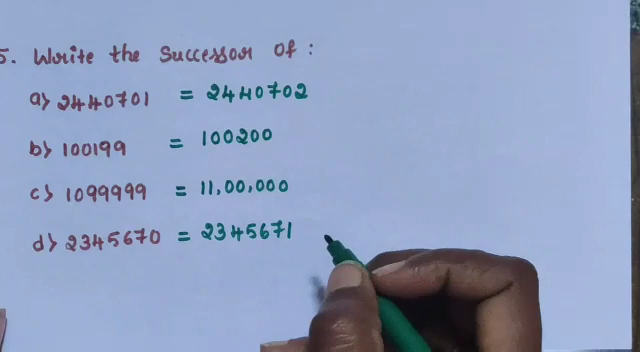 5. Write the Successor of :
a) 2440701 = 2440702
b) 100199 = 100200
c) 1099999 = 11,00,000
d) 2345670 = 2345671